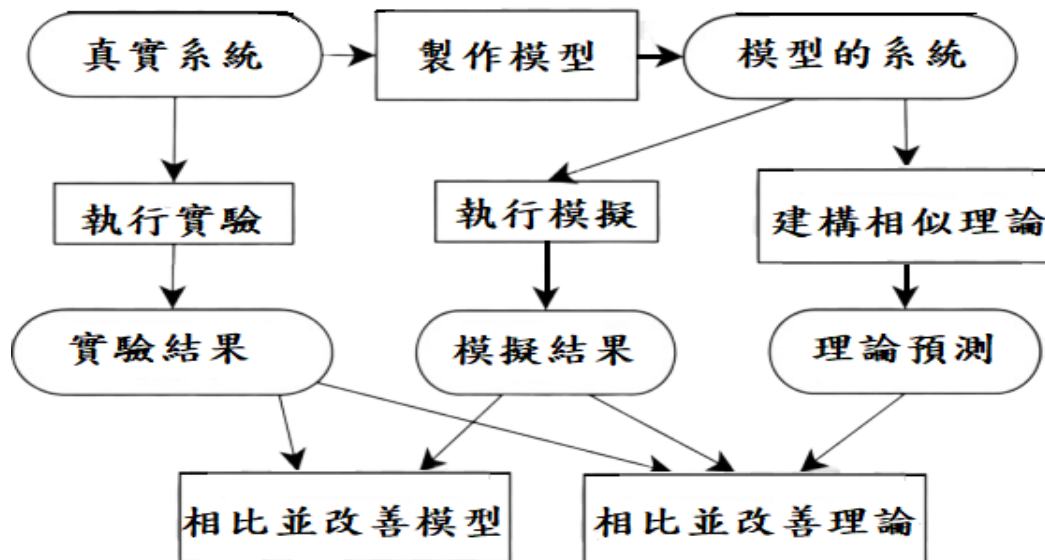 真實系統
製作模型
模型的系統
執行實驗
執行模擬
建構相似理論
實驗結果
模擬結果
理論預測
相比並改善模型
相比並改善理論